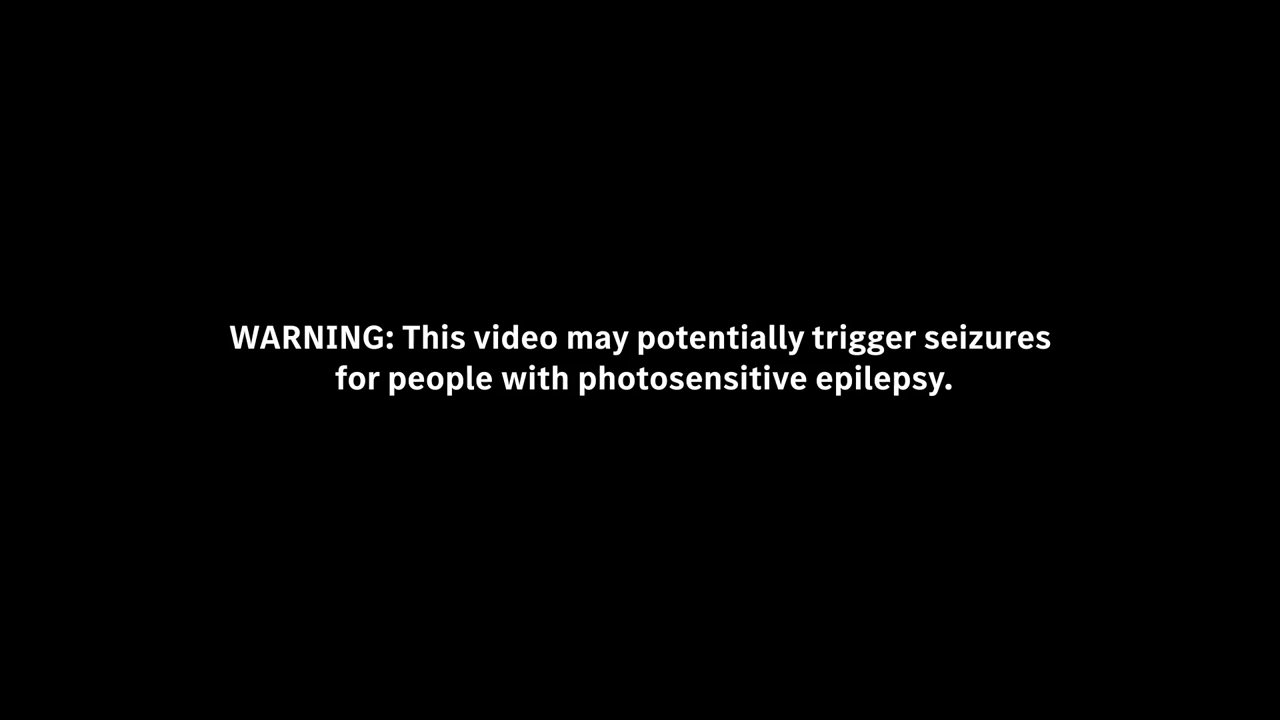 WARNING: This video may potentially trigger seizures
for people with photosensitive epilepsy.